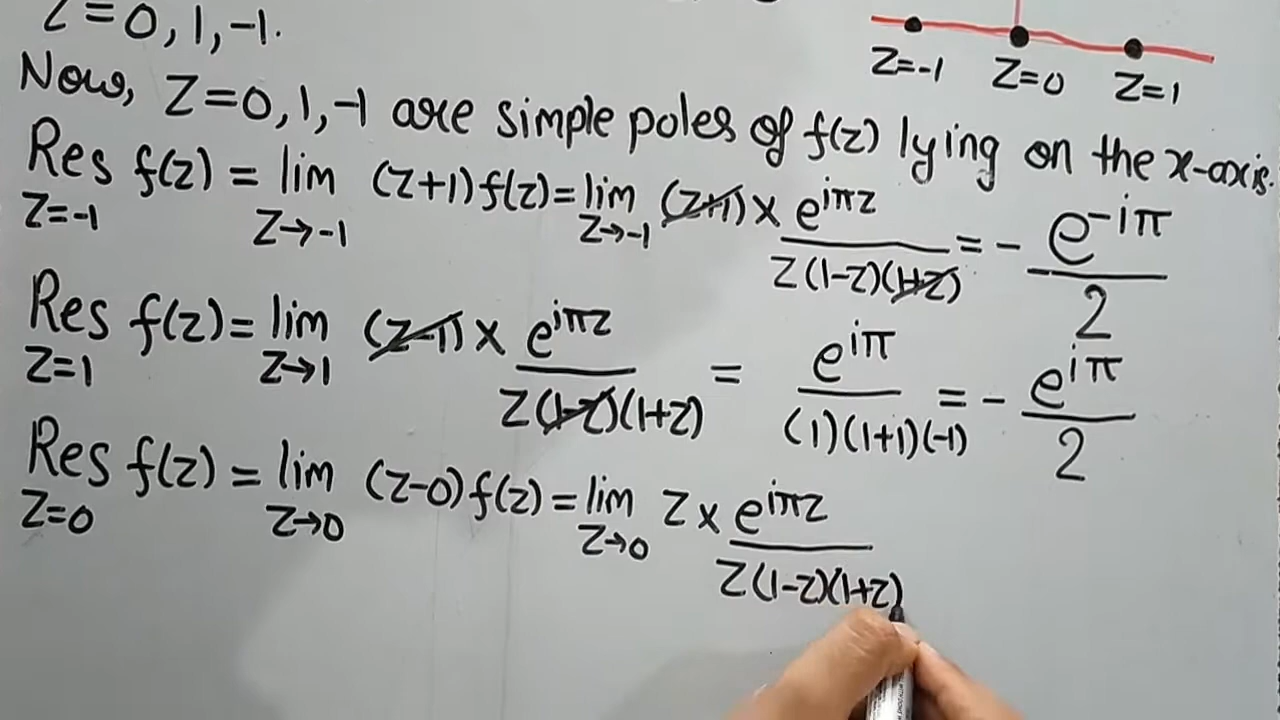 Z=0,1,-1.
Z=-1 Z=0 Z=1
Now, Z=0,1,-1 are simple poles of f(z) lying on the x-axis.
Res f(z) = lim (z+1) f(z) = lim (z+1) × e^{iπz} / z(1-z)(1+z) = - e^{-iπ} / 2
Z=-1 Z→-1 Z→-1
Res f(z) = lim (z-1) × e^{iπz} / z(1-z)(1+z) = e^{iπ} / (1)(1+1)(-1) = - e^{iπ} / 2
Z=1 Z→1
Res f(z) = lim (z-0) f(z) = lim z × e^{iπz} / z(1-z)(1+z)
Z=0 Z→0 Z→0